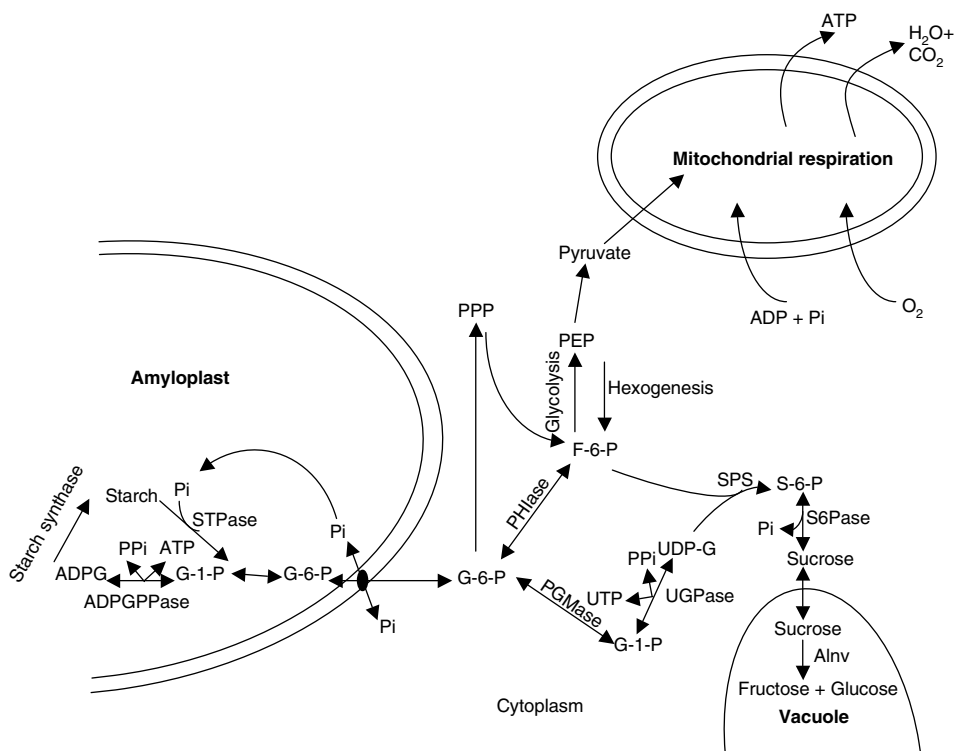 ATP
H₂O+
CO₂
Mitochondrial respiration
Pyruvate
ADP + Pi
O₂
PPP
PEP
Glycolysis
Hexogenesis
F-6-P
Amyloplast
Starch synthase
Starch
Pi
STPase
Pi
PPi
ATP
ADPG
G-1-P
G-6-P
ADPGPPase
Pi
G-6-P
PHIase
PGMase
G-1-P
UTP
PPi
UDP-G
UGPase
SPS
S-6-P
Pi
S6Pase
Sucrose
Sucrose
AInv
Fructose + Glucose
Vacuole
Cytoplasm